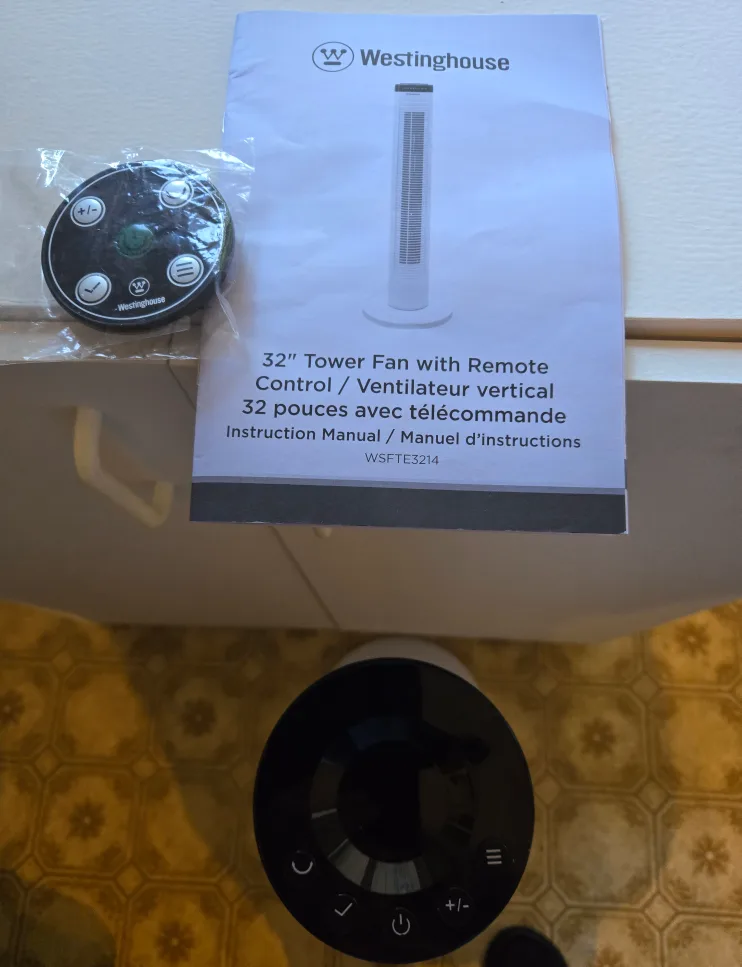 Westinghouse
32" Tower Fan with Remote
Control / Ventilateur vertical
32 pouces avec télécommande
Instruction Manual / Manuel d'instructions
WSFTE3214
+/-
Westinghouse
+/-